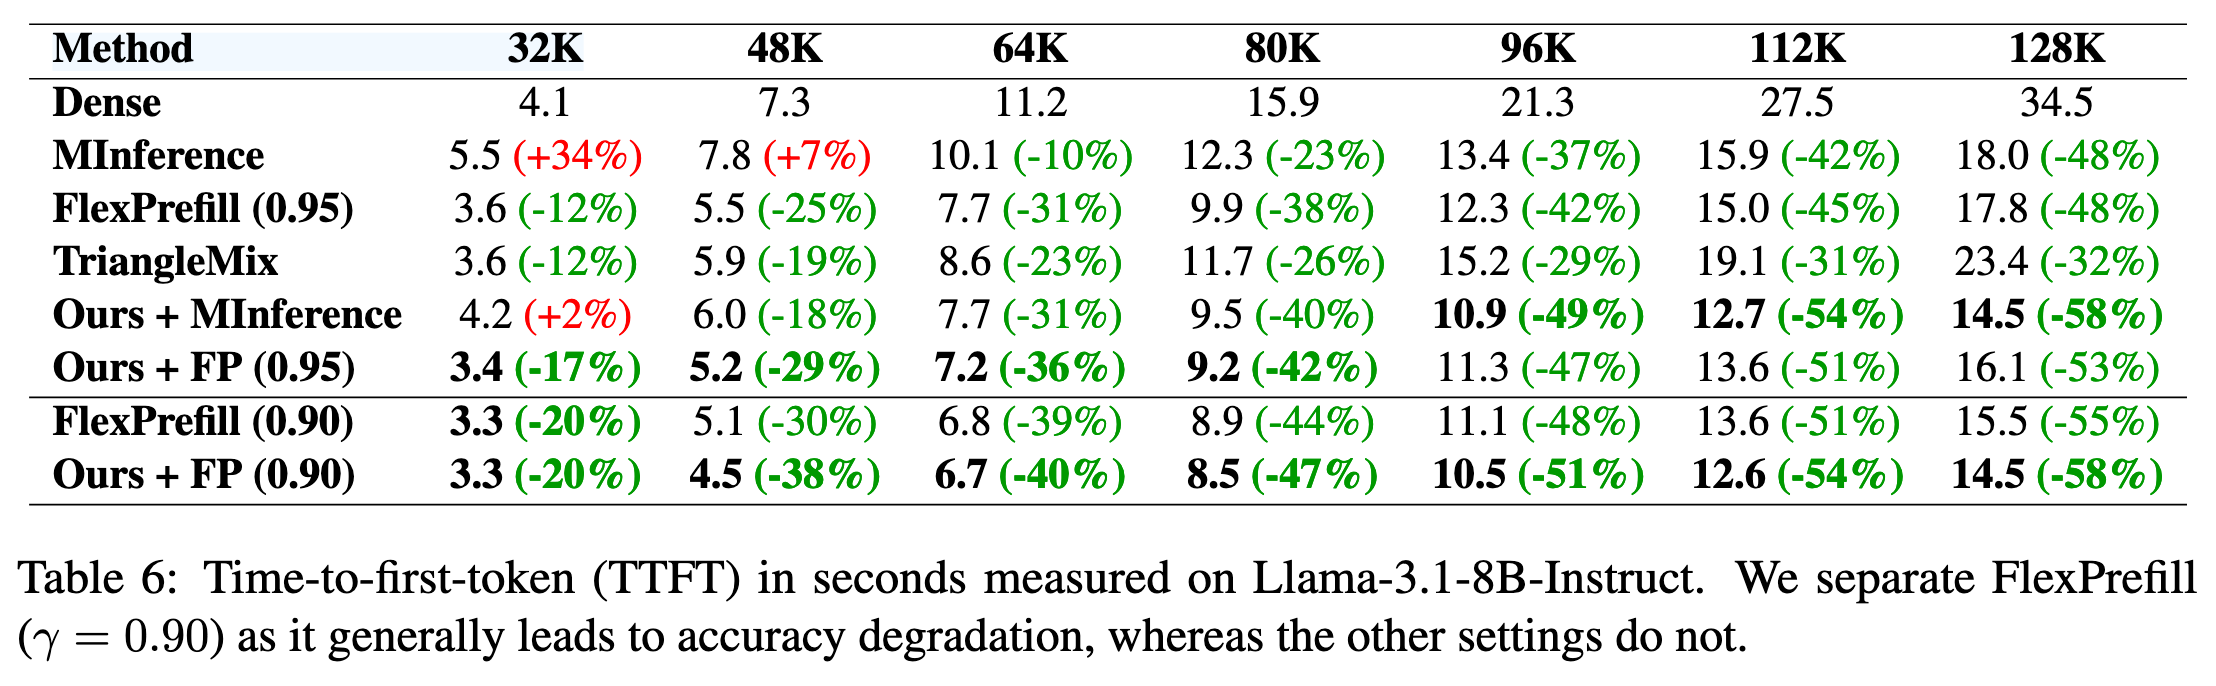 Method 32K 48K 64K 80K 96K 112K 128K
Dense 4.1 7.3 11.2 15.9 21.3 27.5 34.5
MInference 5.5 (+34%) 7.8 (+7%) 10.1 (-10%) 12.3 (-23%) 13.4 (-37%) 15.9 (-42%) 18.0 (-48%)
FlexPrefill (0.95) 3.6 (-12%) 5.5 (-25%) 7.7 (-31%) 9.9 (-38%) 12.3 (-42%) 15.0 (-45%) 17.8 (-48%)
TriangleMix 3.6 (-12%) 5.9 (-19%) 8.6 (-23%) 11.7 (-26%) 15.2 (-29%) 19.1 (-31%) 23.4 (-32%)
Ours + MInference 4.2 (+2%) 6.0 (-18%) 7.7 (-31%) 9.5 (-40%) 10.9 (-49%) 12.7 (-54%) 14.5 (-58%)
Ours + FP (0.95) 3.4 (-17%) 5.2 (-29%) 7.2 (-36%) 9.2 (-42%) 11.3 (-47%) 13.6 (-51%) 16.1 (-53%)
FlexPrefill (0.90) 3.3 (-20%) 5.1 (-30%) 6.8 (-39%) 8.9 (-44%) 11.1 (-48%) 13.6 (-51%) 15.5 (-55%)
Ours + FP (0.90) 3.3 (-20%) 4.5 (-38%) 6.7 (-40%) 8.5 (-47%) 10.5 (-51%) 12.6 (-54%) 14.5 (-58%)
Table 6: Time-to-first-token (TTFT) in seconds measured on Llama-3.1-8B-Instruct. We separate FlexPrefill
(γ = 0.90) as it generally leads to accuracy degradation, whereas the other settings do not.